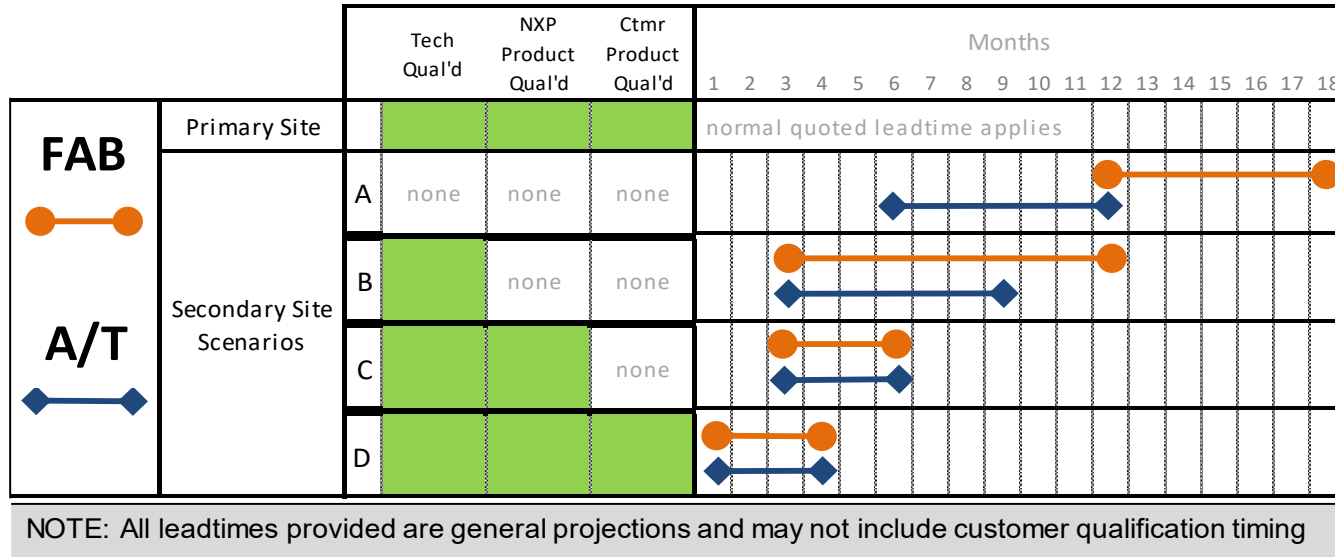 Tech
Qual'd
NXP
Product
Qual'd
Ctmr
Product
Qual'd
Months
1 2 3 4 6 7 8 9 10 11 12 13 14 15 16 17 18
FAB
A/T
Primary Site
normal quoted leadtime applies
Secondary Site
Scenarios
A none none none
B none none
C none
D
NOTE: All leadtimes provided are general projections and may not include customer qualification timing